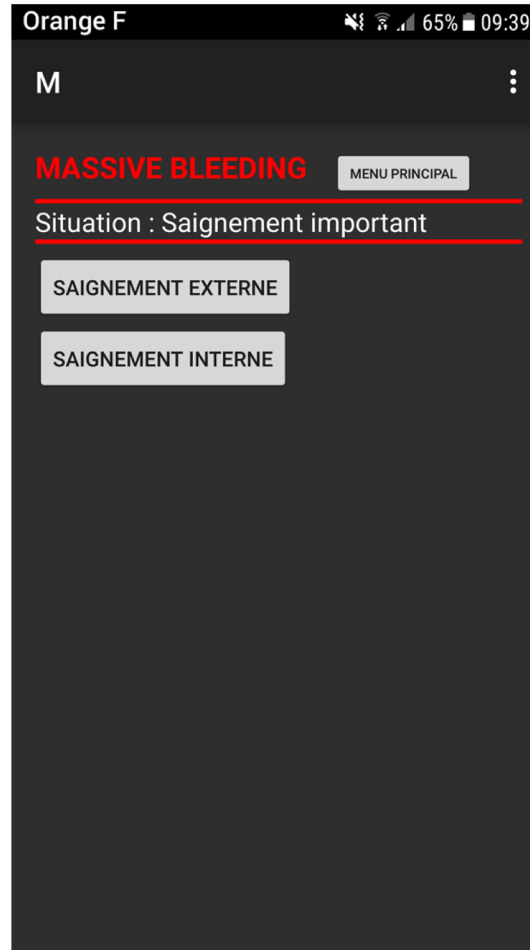 Orange F 65% 09:39
M
MASSIVE BLEEDING MENU PRINCIPAL
Situation : Saignement important
SAIGNEMENT EXTERNE
SAIGNEMENT INTERNE